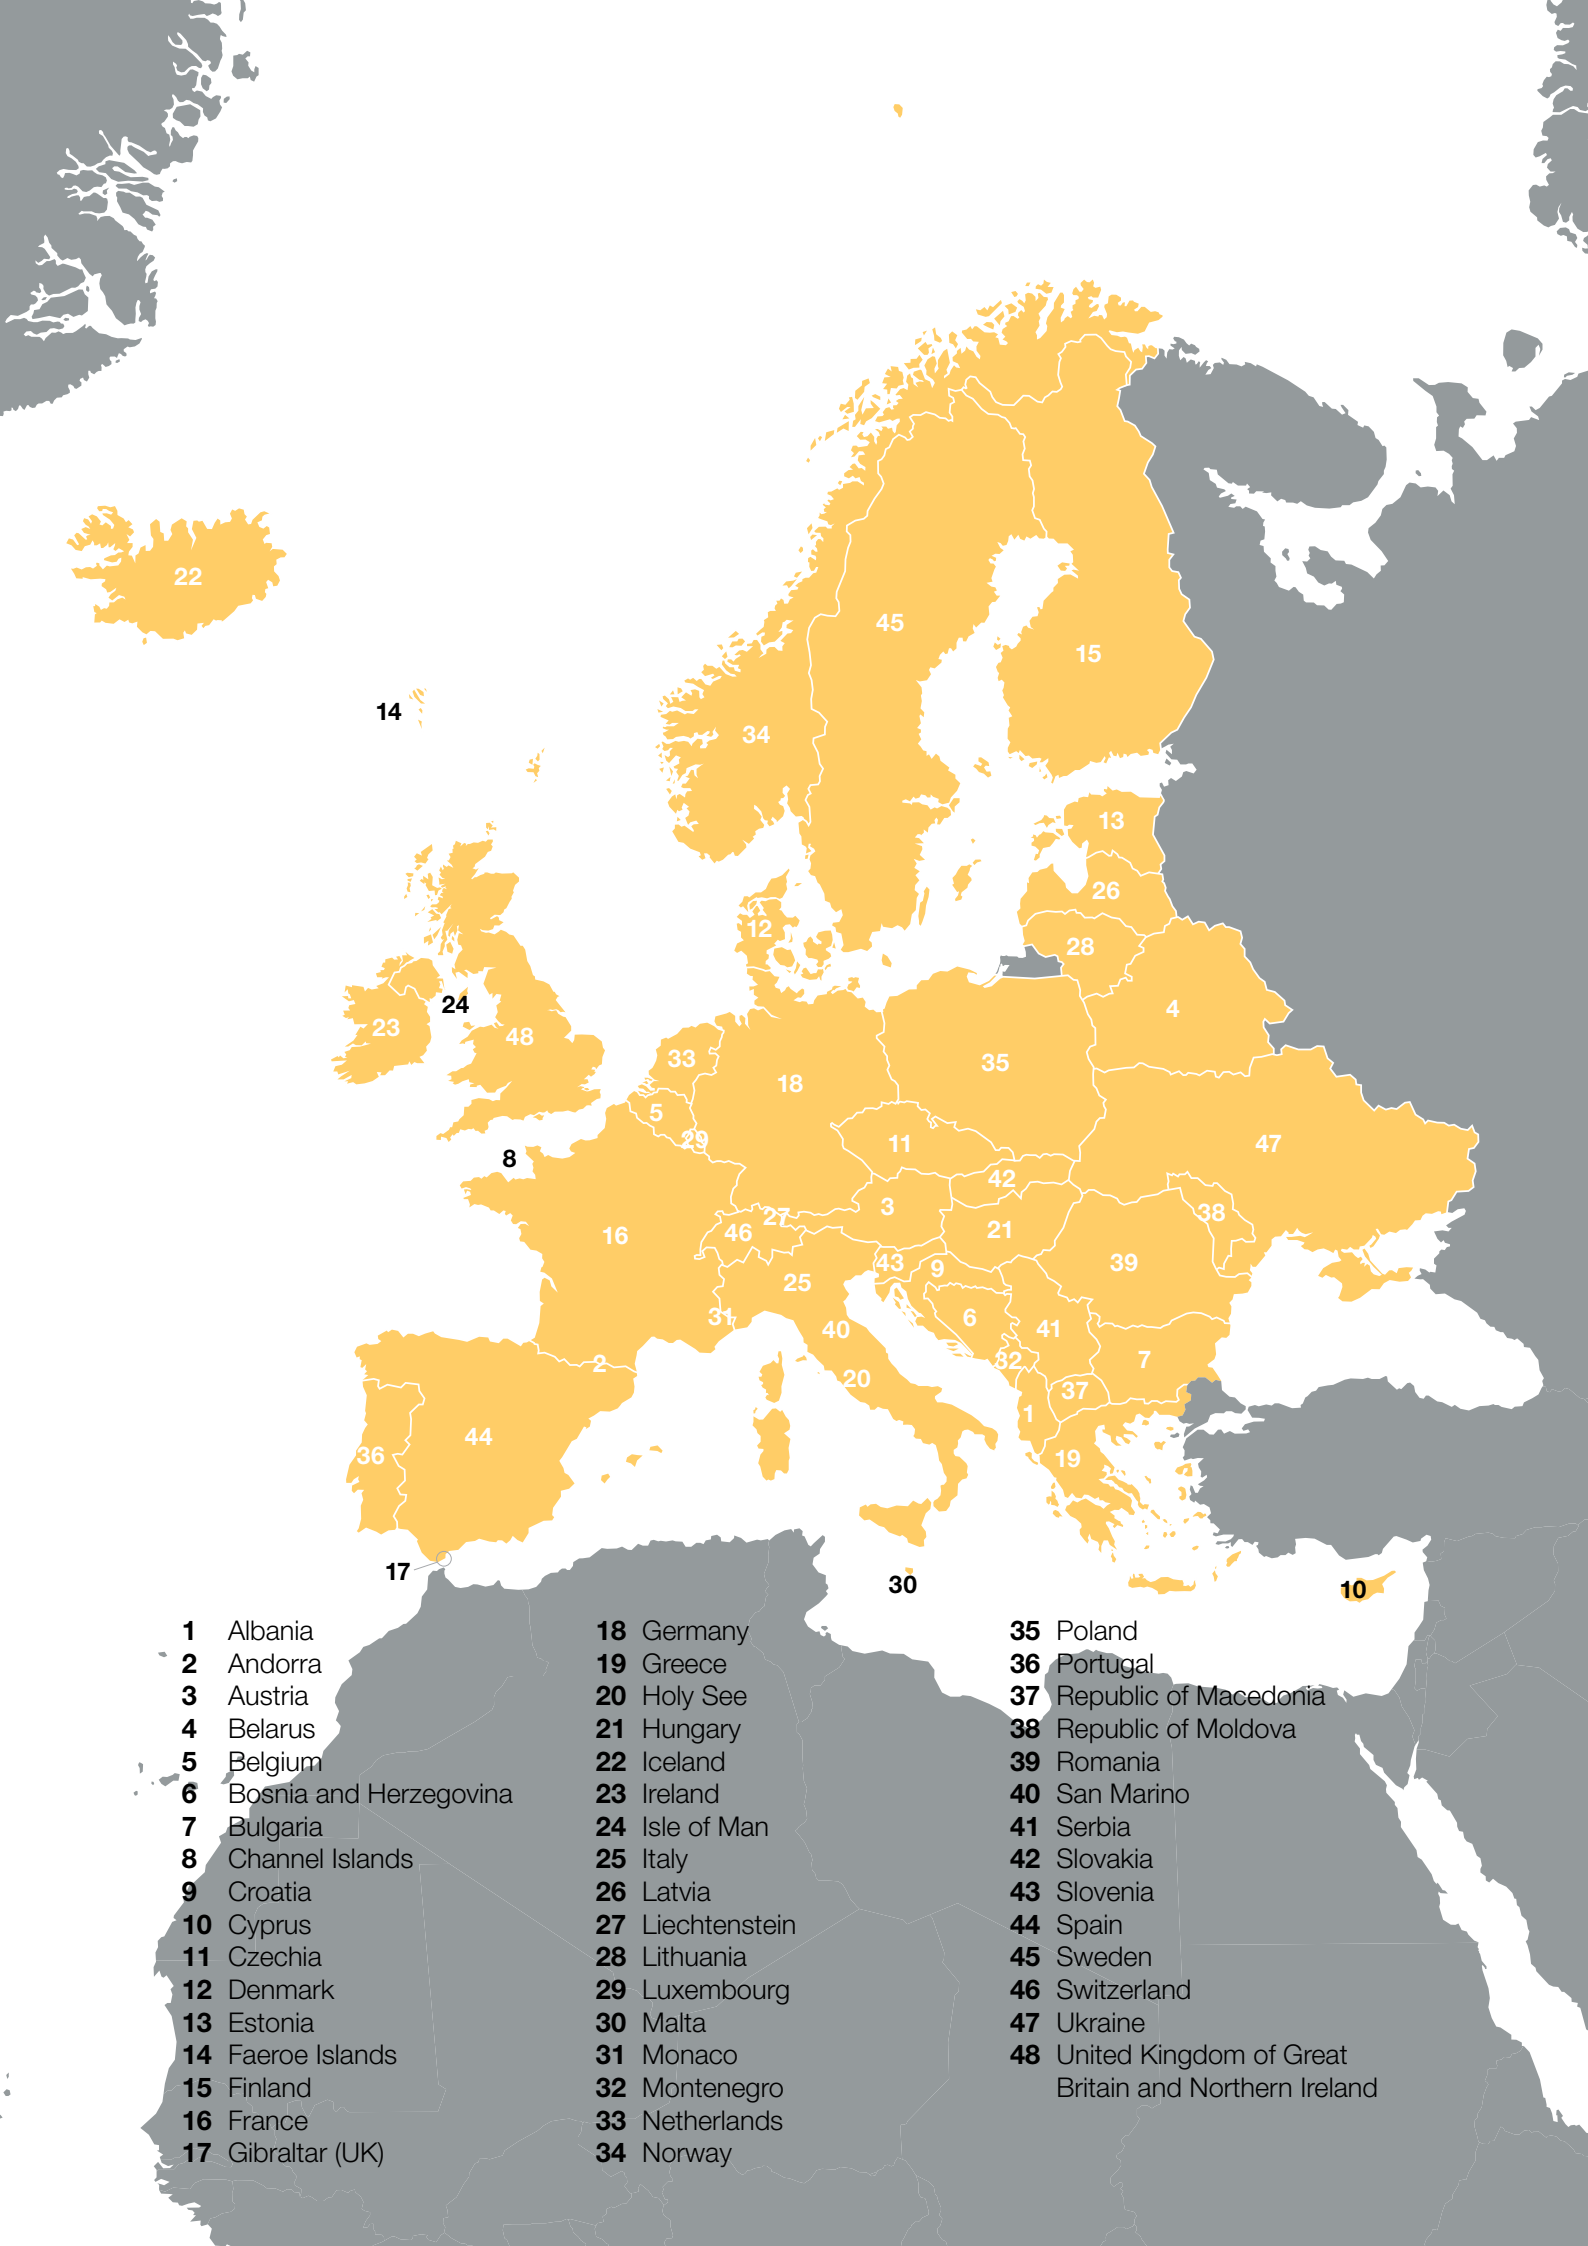 22
45
15
14
34
13
26
12
28
24
4
23
48
33
35
18
5
29
11
47
8
42
3
38
27
46
16
21
43
9
39
25
31
6
40
41
32
7
2
20
37
1
44
36
19
17
30
10
1 Albania
2 Andorra
3 Austria
4 Belarus
5 Belgium
6 Bosnia and Herzegovina
7 Bulgaria
8 Channel Islands
9 Croatia
10 Cyprus
11 Czechia
12 Denmark
13 Estonia
14 Faeroe Islands
15 Finland
16 France
17 Gibraltar (UK)
18 Germany
19 Greece
20 Holy See
21 Hungary
22 Iceland
23 Ireland
24 Isle of Man
25 Italy
26 Latvia
27 Liechtenstein
28 Lithuania
29 Luxembourg
30 Malta
31 Monaco
32 Montenegro
33 Netherlands
34 Norway
35 Poland
36 Portugal
37 Republic of Macedonia
38 Republic of Moldova
39 Romania
40 San Marino
41 Serbia
42 Slovakia
43 Slovenia
44 Spain
45 Sweden
46 Switzerland
47 Ukraine
48 United Kingdom of Great
Britain and Northern Ireland